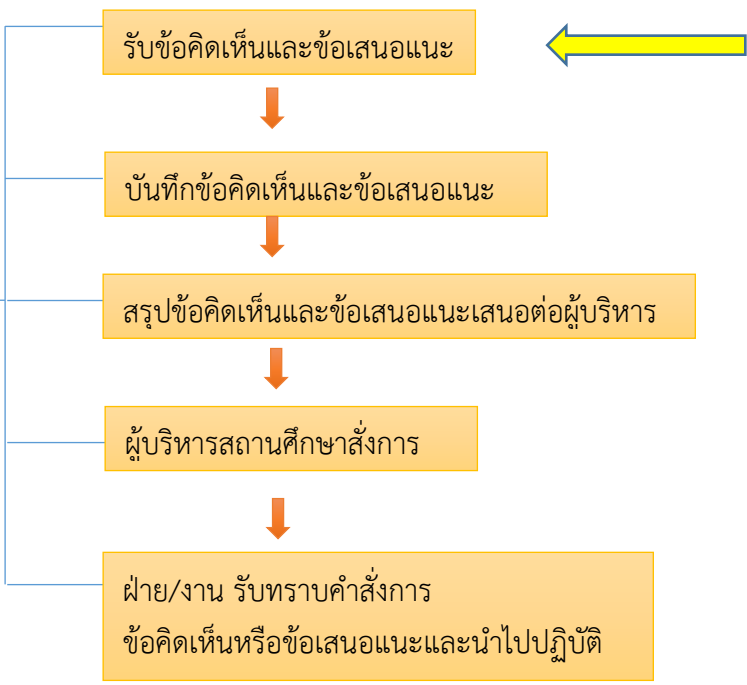 รับข้อคิดเห็นและข้อเสนอแนะ
บันทึกข้อคิดเห็นและข้อเสนอแนะ
สรุปข้อคิดเห็นและข้อเสนอแนะเสนอต่อผู้บริหาร
ผู้บริหารสถานศึกษาสั่งการ
ฝ่าย/งาน รับทราบคำสั่งการ
ข้อคิดเห็นหรือข้อเสนอแนะและนำไปปฏิบัติ